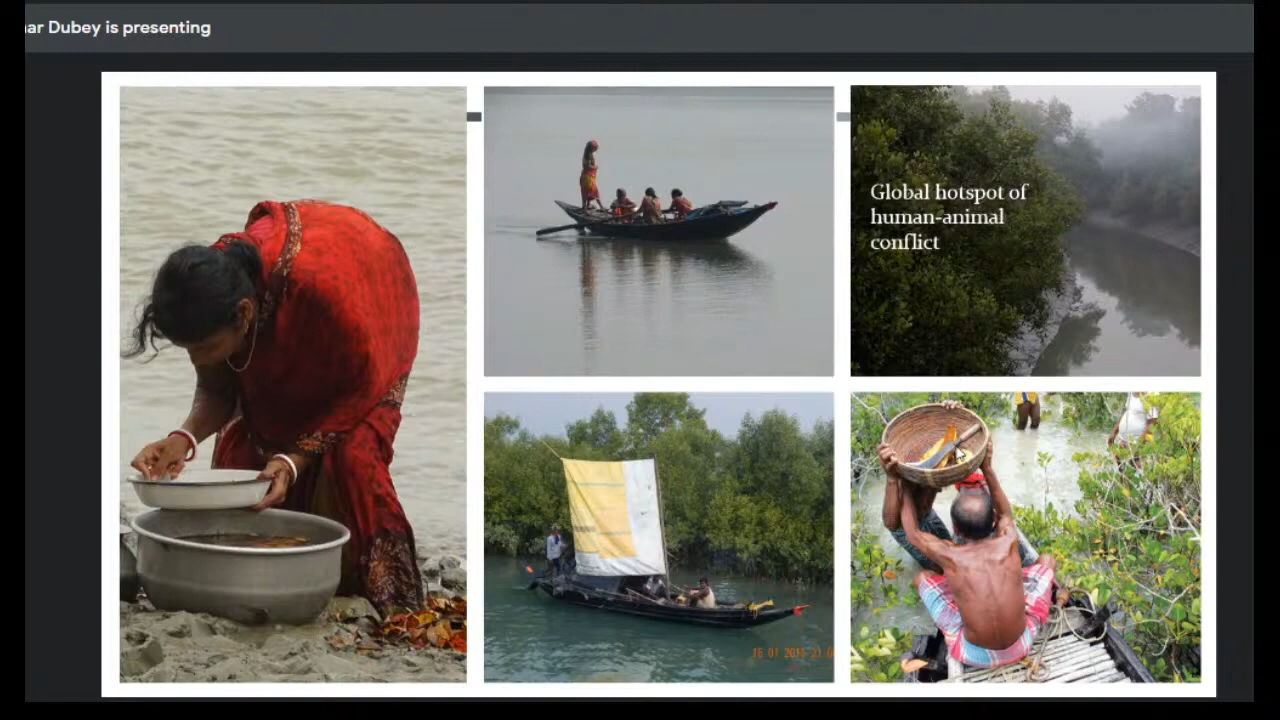 ar Dubey is presenting
Global hotspot of
human-animal
conflict